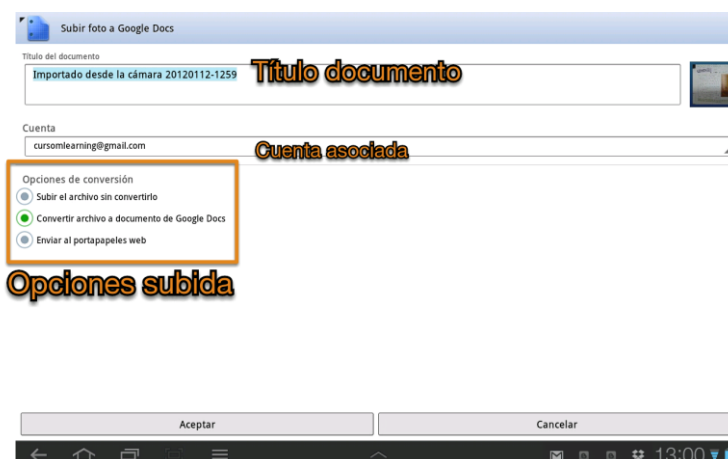 Subir foto a Google Docs
Título del documento
Importado desde la cámara 20120112-1259
Título documento
Cuenta
cursomlearning@gmail.com
Cuenta asociada
Opciones de conversión
Subir el archivo sin convertirlo
Convertir archivo a documento de Google Docs
Enviar al portapapeles web
Opciones subida
Aceptar
Cancelar
13:00